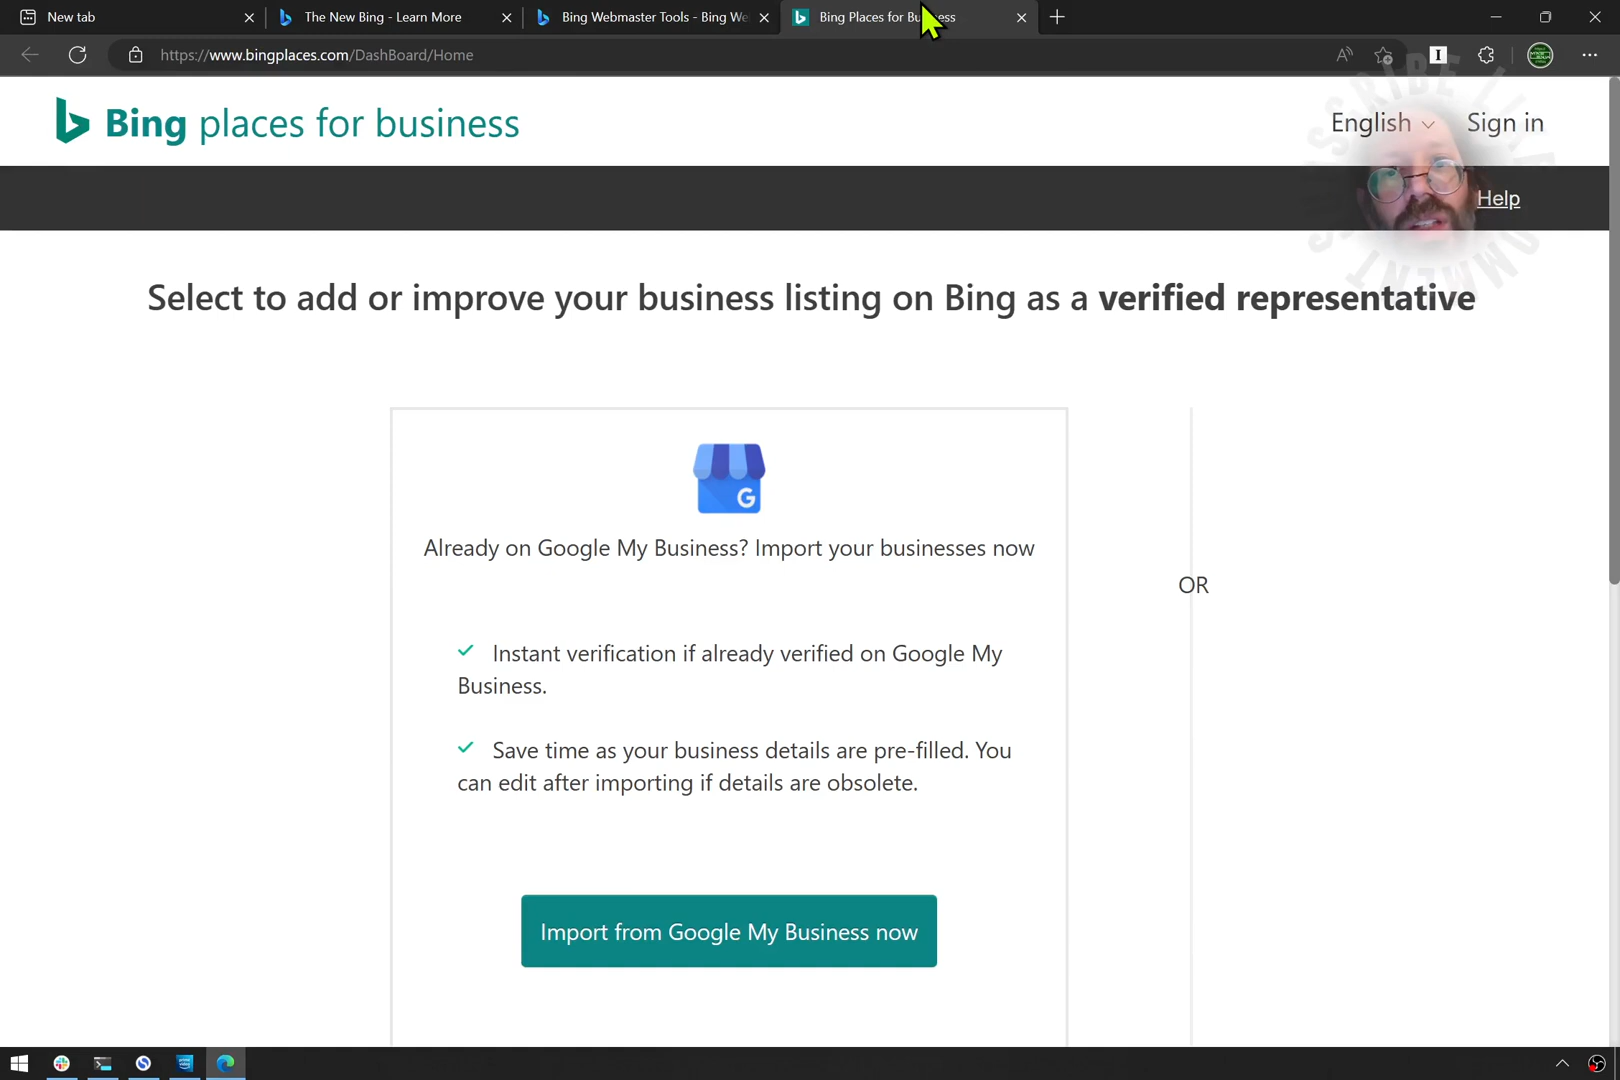 New tab
The New Bing - Learn More
Bing Webmaster Tools - Bing We
Bing Places for Business
https://www.bingplaces.com/DashBoard/Home
Bing places for business
English
Sign in
SUBSCRIBE LIKE COMMENT
Help
Select to add or improve your business listing on Bing as a verified representative
G
Already on Google My Business? Import your businesses now
OR
Instant verification if already verified on Google My
Business.
Save time as your business details are pre-filled. You
can edit after importing if details are obsolete.
Import from Google My Business now